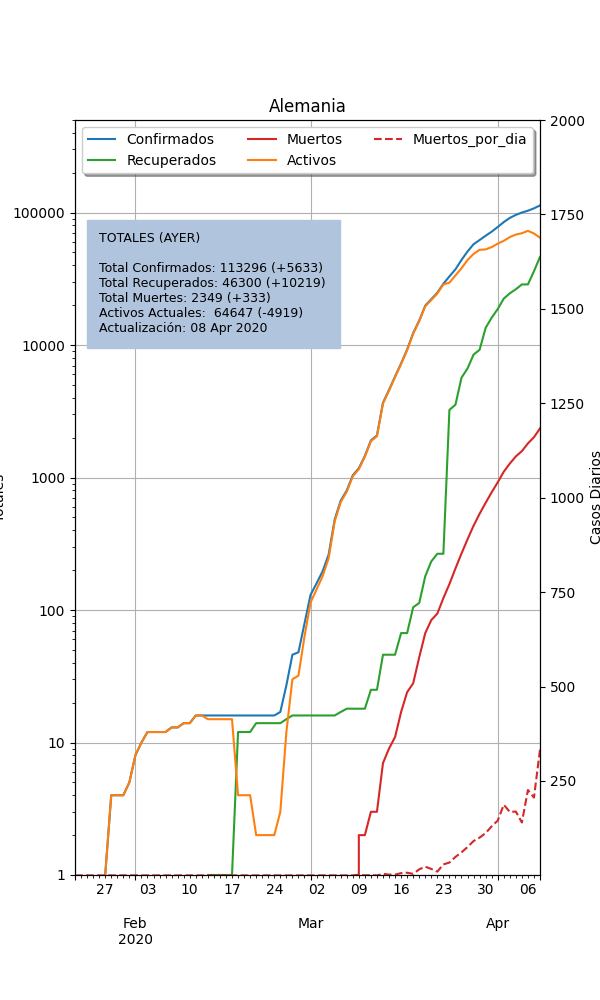 Alemania
Confirmados
Recuperados
Muertos
Activos
Muertos_por_dia
TOTALES (AYER)
Total Confirmados: 113296 (+5633)
Total Recuperados: 46300 (+10219)
Total Muertes: 2349 (+333)
Activos Actuales:  64647 (-4919)
Actualización: 08 Apr 2020
100000
10000
1000
100
10
1
2000
1750
1500
1250
1000
750
500
250
Casos Diarios
27 03 10 17 24 02 09 16 23 30 06
Feb Mar Apr
2020